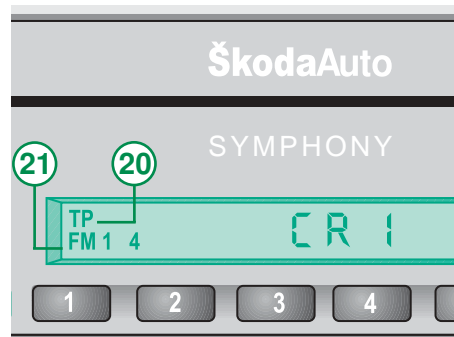 ŠkodaAuto
SYMPHONY
21 20
TP
FM 1 4 CR 1
1 2 3 4